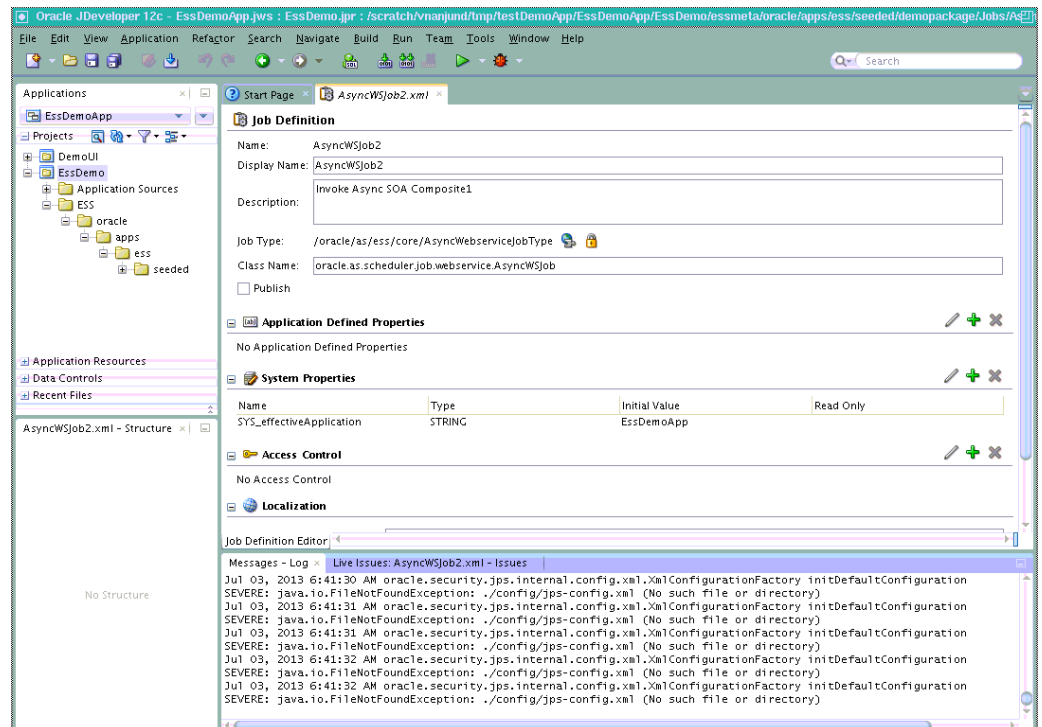 Oracle JDeveloper 12c - EssDemoApp.jws : EssDemo.jpr : /scratch/vnanjund/tmp/testDemoApp/EssDemoApp/EssDemo/essmeta/oracle/apps/ess/seeded/demopackage/Jobs/As
File Edit View Application Refactor Search Navigate Build Run Team Tools Window Help
Search
Applications
EssDemoApp
Projects
DemoUI
EssDemo
Application Sources
ESS
oracle
apps
ess
seeded
Application Resources
Data Controls
Recent Files
AsyncWSJob2.xml - Structure
No Structure
Start Page AsyncWSJob2.xml
Job Definition
Name: AsyncWSJob2
Display Name: AsyncWSJob2
Description: Invoke Async SOA Composite1
Job Type: /oracle/as/ess/core/AsyncWebserviceJobType
Class Name: oracle.as.scheduler.job.webservice.AsyncWSJob
Publish
Application Defined Properties
No Application Defined Properties
System Properties
Name Type Initial Value Read Only
SYS_effectiveApplication STRING EssDemoApp
Access Control
No Access Control
Localization
Job Definition Editor
Messages - Log Live Issues: AsyncWSJob2.xml - Issues
Jul 03, 2013 6:41:30 AM oracle.security.jps.internal.config.xml.XmlConfigurationFactory initDefaultConfiguration
SEVERE: java.io.FileNotFoundException: ./config/jps-config.xml (No such file or directory)
Jul 03, 2013 6:41:31 AM oracle.security.jps.internal.config.xml.XmlConfigurationFactory initDefaultConfiguration
SEVERE: java.io.FileNotFoundException: ./config/jps-config.xml (No such file or directory)
Jul 03, 2013 6:41:31 AM oracle.security.jps.internal.config.xml.XmlConfigurationFactory initDefaultConfiguration
SEVERE: java.io.FileNotFoundException: ./config/jps-config.xml (No such file or directory)
Jul 03, 2013 6:41:32 AM oracle.security.jps.internal.config.xml.XmlConfigurationFactory initDefaultConfiguration
SEVERE: java.io.FileNotFoundException: ./config/jps-config.xml (No such file or directory)
Jul 03, 2013 6:41:32 AM oracle.security.jps.internal.config.xml.XmlConfigurationFactory initDefaultConfiguration
SEVERE: java.io.FileNotFoundException: ./config/jps-config.xml (No such file or directory)